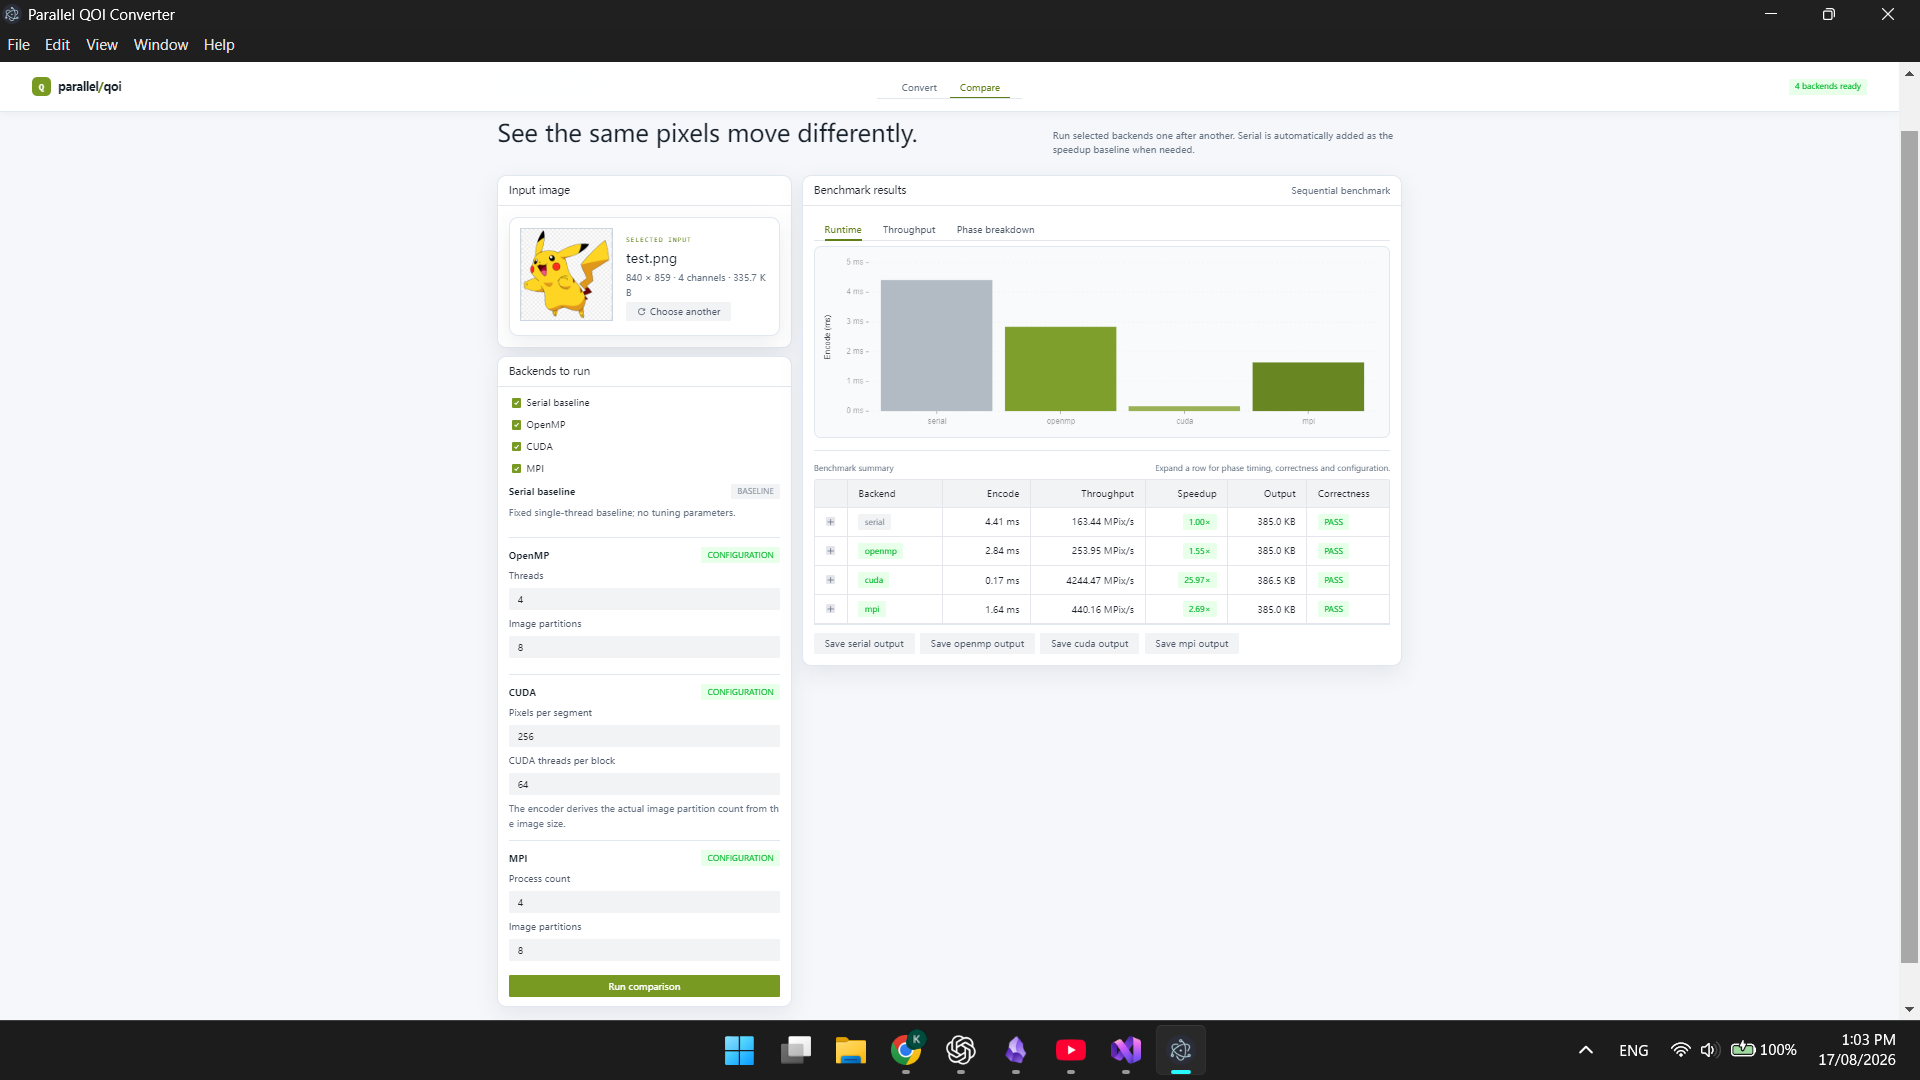 Parallel QOI Converter
File Edit View Window Help
Q parallel/qoi
Convert Compare
4 backends ready
See the same pixels move differently.
Run selected backends one after another. Serial is automatically added as the
speedup baseline when needed.
Input image
SELECTED INPUT
test.png
840 × 859 · 4 channels · 335.7 K
B
Choose another
Backends to run
Serial baseline
OpenMP
CUDA
MPI
Serial baseline BASELINE
Fixed single-thread baseline; no tuning parameters.
OpenMP CONFIGURATION
Threads
4
Image partitions
8
CUDA CONFIGURATION
Pixels per segment
256
CUDA threads per block
64
The encoder derives the actual image partition count from th
e image size.
MPI CONFIGURATION
Process count
4
Image partitions
8
Run comparison
Benchmark results Sequential benchmark
Runtime Throughput Phase breakdown
Encode (ms)
5 ms
4 ms
3 ms
2 ms
1 ms
0 ms
serial openmp cuda mpi
Benchmark summary Expand a row for phase timing, correctness and configuration.
Backend Encode Throughput Speedup Output Correctness
serial 4.41 ms 163.44 MPix/s 1.00× 385.0 KB PASS
openmp 2.84 ms 253.95 MPix/s 1.55× 385.0 KB PASS
cuda 0.17 ms 4244.47 MPix/s 25.97× 386.5 KB PASS
mpi 1.64 ms 440.16 MPix/s 2.69× 385.0 KB PASS
Save serial output Save openmp output Save cuda output Save mpi output
K
ENG
100%
1:03 PM
17/08/2026